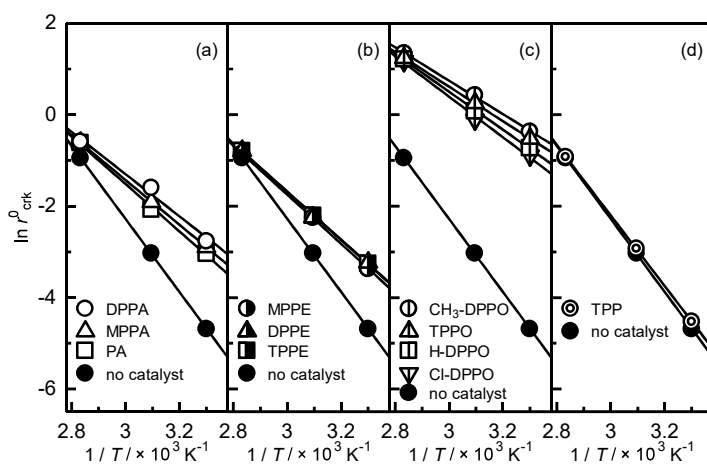 2
0
-2
-4
-6
ln r⁰crk
(a)
DPPA
MPPA
PA
no catalyst
(b)
MPPE
DPPE
TPPE
no catalyst
(c)
CH₃-DPPO
TPPO
H-DPPO
Cl-DPPO
no catalyst
(d)
TPP
no catalyst
2.8 3 3.2
2.8 3 3.2
2.8 3 3.2
2.8 3 3.2
1 / T / × 10³ K⁻¹
1 / T / × 10³ K⁻¹
1 / T / × 10³ K⁻¹
1 / T / × 10³ K⁻¹